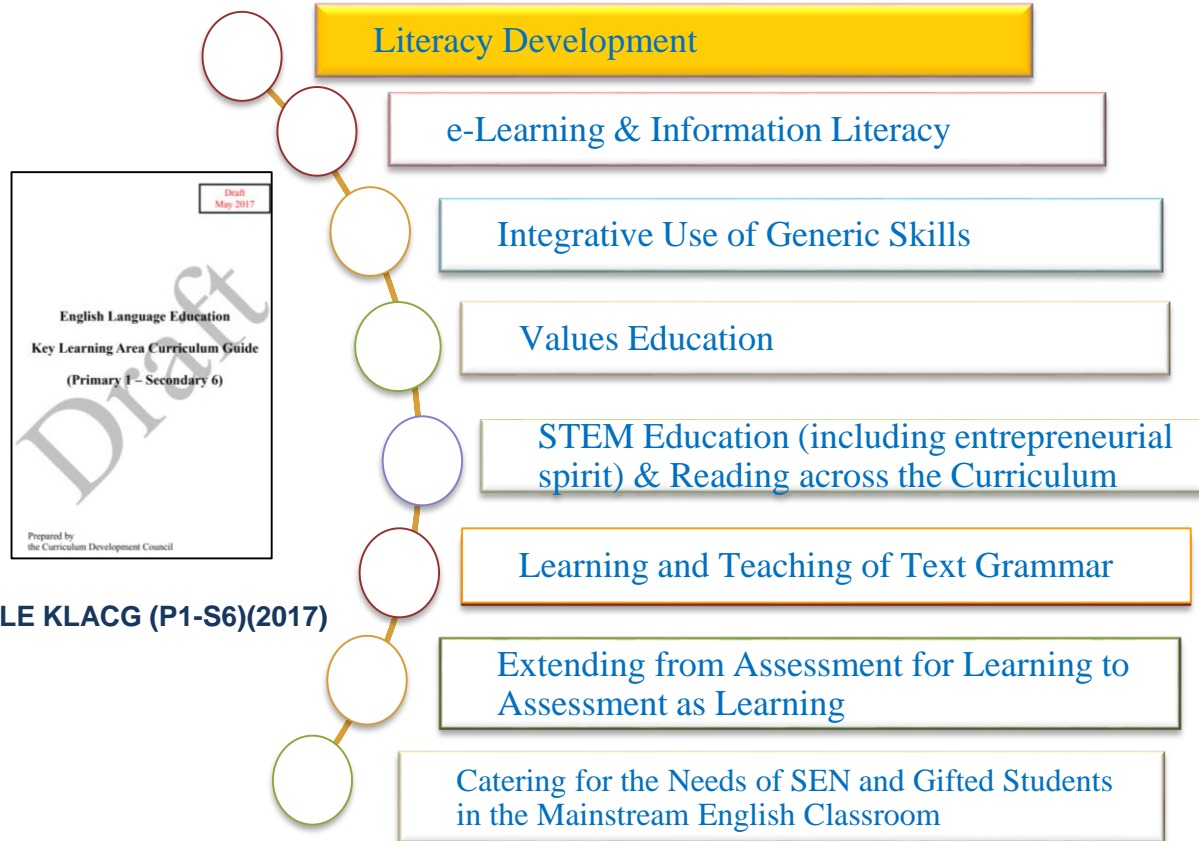 Literacy Development
e-Learning & Information Literacy
Integrative Use of Generic Skills
Values Education
STEM Education (including entrepreneurial
spirit) & Reading across the Curriculum
Learning and Teaching of Text Grammar
Extending from Assessment for Learning to
Assessment as Learning
Catering for the Needs of SEN and Gifted Students
in the Mainstream English Classroom
Draft
May 2017
English Language Education
Key Learning Area Curriculum Guide
(Primary 1 – Secondary 6)
Draft
Prepared by
the Curriculum Development Council
LE KLACG (P1-S6)(2017)